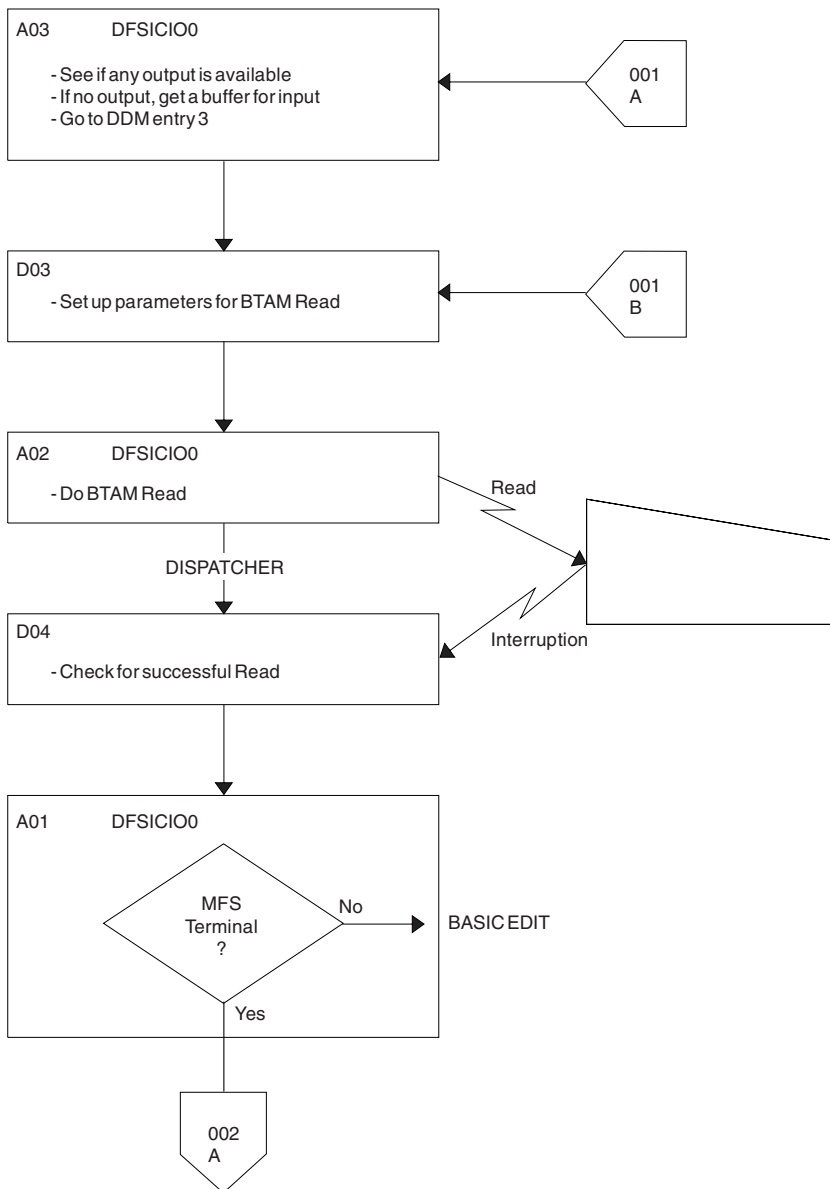 A03 DFSICIO0
- See if any output is available
- If no output, get a buffer for input
- Go to DDM entry 3
001
A
D03
- Set up parameters for BTAM Read
001
B
A02 DFSICIO0
- Do BTAM Read
Read
DISPATCHER
Interruption
D04
- Check for successful Read
A01 DFSICIO0
MFS
Terminal
?
No
BASIC EDIT
Yes
002
A